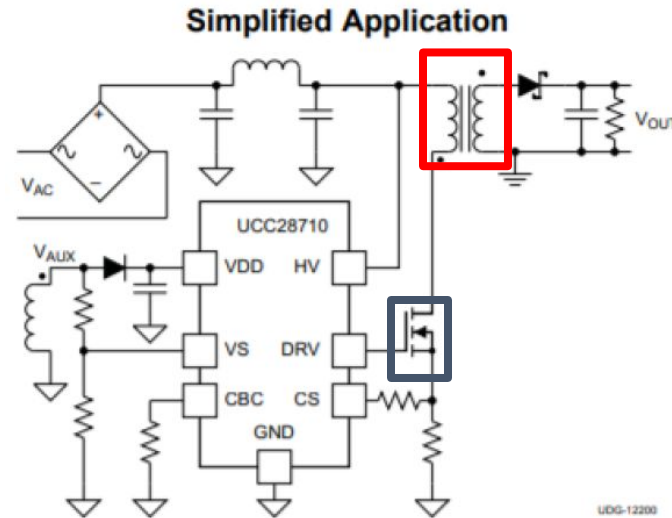 Simplified Application
+
VOUT
–
VAC
UCC28710
VAUX
VDD HV
VS DRV
CBC CS
GND
UDG-12200